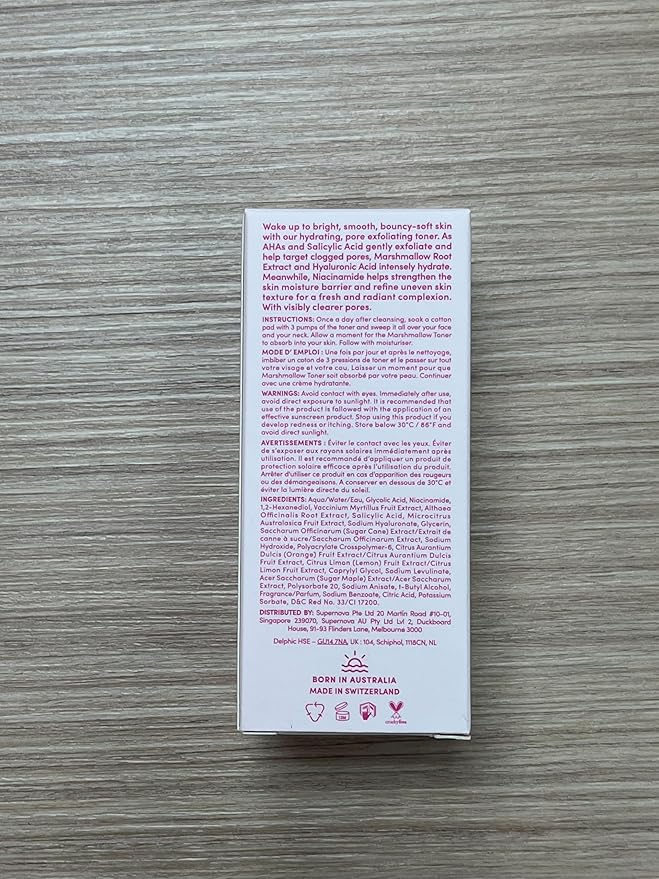 Wake up to bright, smooth, bouncy-soft skin
with our hydrating, pore exfoliating toner. As
AHAs and Salicylic Acid gently exfoliate and
help target clogged pores, Marshmallow Root
Extract and Hyaluronic Acid intensely hydrate.
Meanwhile, Niacinamide helps strengthen the
skin moisture barrier and refine uneven skin
texture for a fresh and radiant complexion.
With visibly clearer pores.
INSTRUCTIONS: Once a day after cleansing, soak a cotton
pad with 3 pumps of the toner and sweep it all over your face
and your neck. Allow a moment for the Marshmallow Toner
to absorb into your skin. Follow with moisturiser.
MODE D' EMPLOI : Une fois par jour et après le nettoyage,
imbiber un coton de 3 pressions de toner et le passer sur tout
votre visage et votre cou. Laisser un moment pour que
Marshmallow Toner soit absorbé par votre peau. Continuer
avec une crème hydratante.
WARNINGS: Avoid contact with eyes. Immediately after use,
avoid direct exposure to sunlight. It is recommended that
use of the product is followed with the application of an
effective sunscreen product. Stop using this product if you
develop redness or itching. Store below 30°C / 86°F and
avoid direct sunlight.
AVERTISSEMENTS : Éviter le contact avec les yeux. Éviter
de s'exposer aux rayons solaires immédiatement après
utilisation. Il est recommandé d'appliquer un produit de
protection solaire efficace après l'utilisation du produit.
Arrêter d'utiliser ce produit en cas d'apparition des rougeurs
ou des démangeaisons. A conserver en dessous de 30°C et
éviter la lumière directe du soleil.
INGREDIENTS: Aqua/Water/Eau, Glycolic Acid, Niacinamide,
1,2-Hexanediol, Vaccinium Myrtillus Fruit Extract, Althaea
Officinalis Root Extract, Salicylic Acid, Microcitrus
Australasica Fruit Extract, Sodium Hyaluronate, Glycerin,
Saccharum Officinarum (Sugar Cane) Extract/Extrait de
canne à sucre/Saccharum Officinarum Extract, Sodium
Hydroxide, Polyacrylate Crosspolymer-6, Citrus Aurantium
Dulcis (Orange) Fruit Extract/Citrus Aurantium Dulcis
Fruit Extract, Citrus Limon (Lemon) Fruit Extract/Citrus
Limon Fruit Extract, Caprylyl Glycol, Sodium Levulinate,
Acer Saccharum (Sugar Maple) Extract/Acer Saccharum
Extract, Polysorbate 20, Sodium Anisate, t-Butyl Alcohol,
Fragrance/Parfum, Sodium Benzoate, Citric Acid, Potassium
Sorbate, D&C Red No. 33/CI 17200.
DISTRIBUTED BY: Supernova Pte Ltd 20 Martin Road #10-01,
Singapore 239070, Supernova AU Pty Ltd Lvl 2, Duckboard
House, 91-93 Flinders Lane, Melbourne 3000
Delphic HSE – GU14 7NA, UK : 104, Schiphol, 1118CN, NL
BORN IN AUSTRALIA
MADE IN SWITZERLAND
12M
crueltyfree